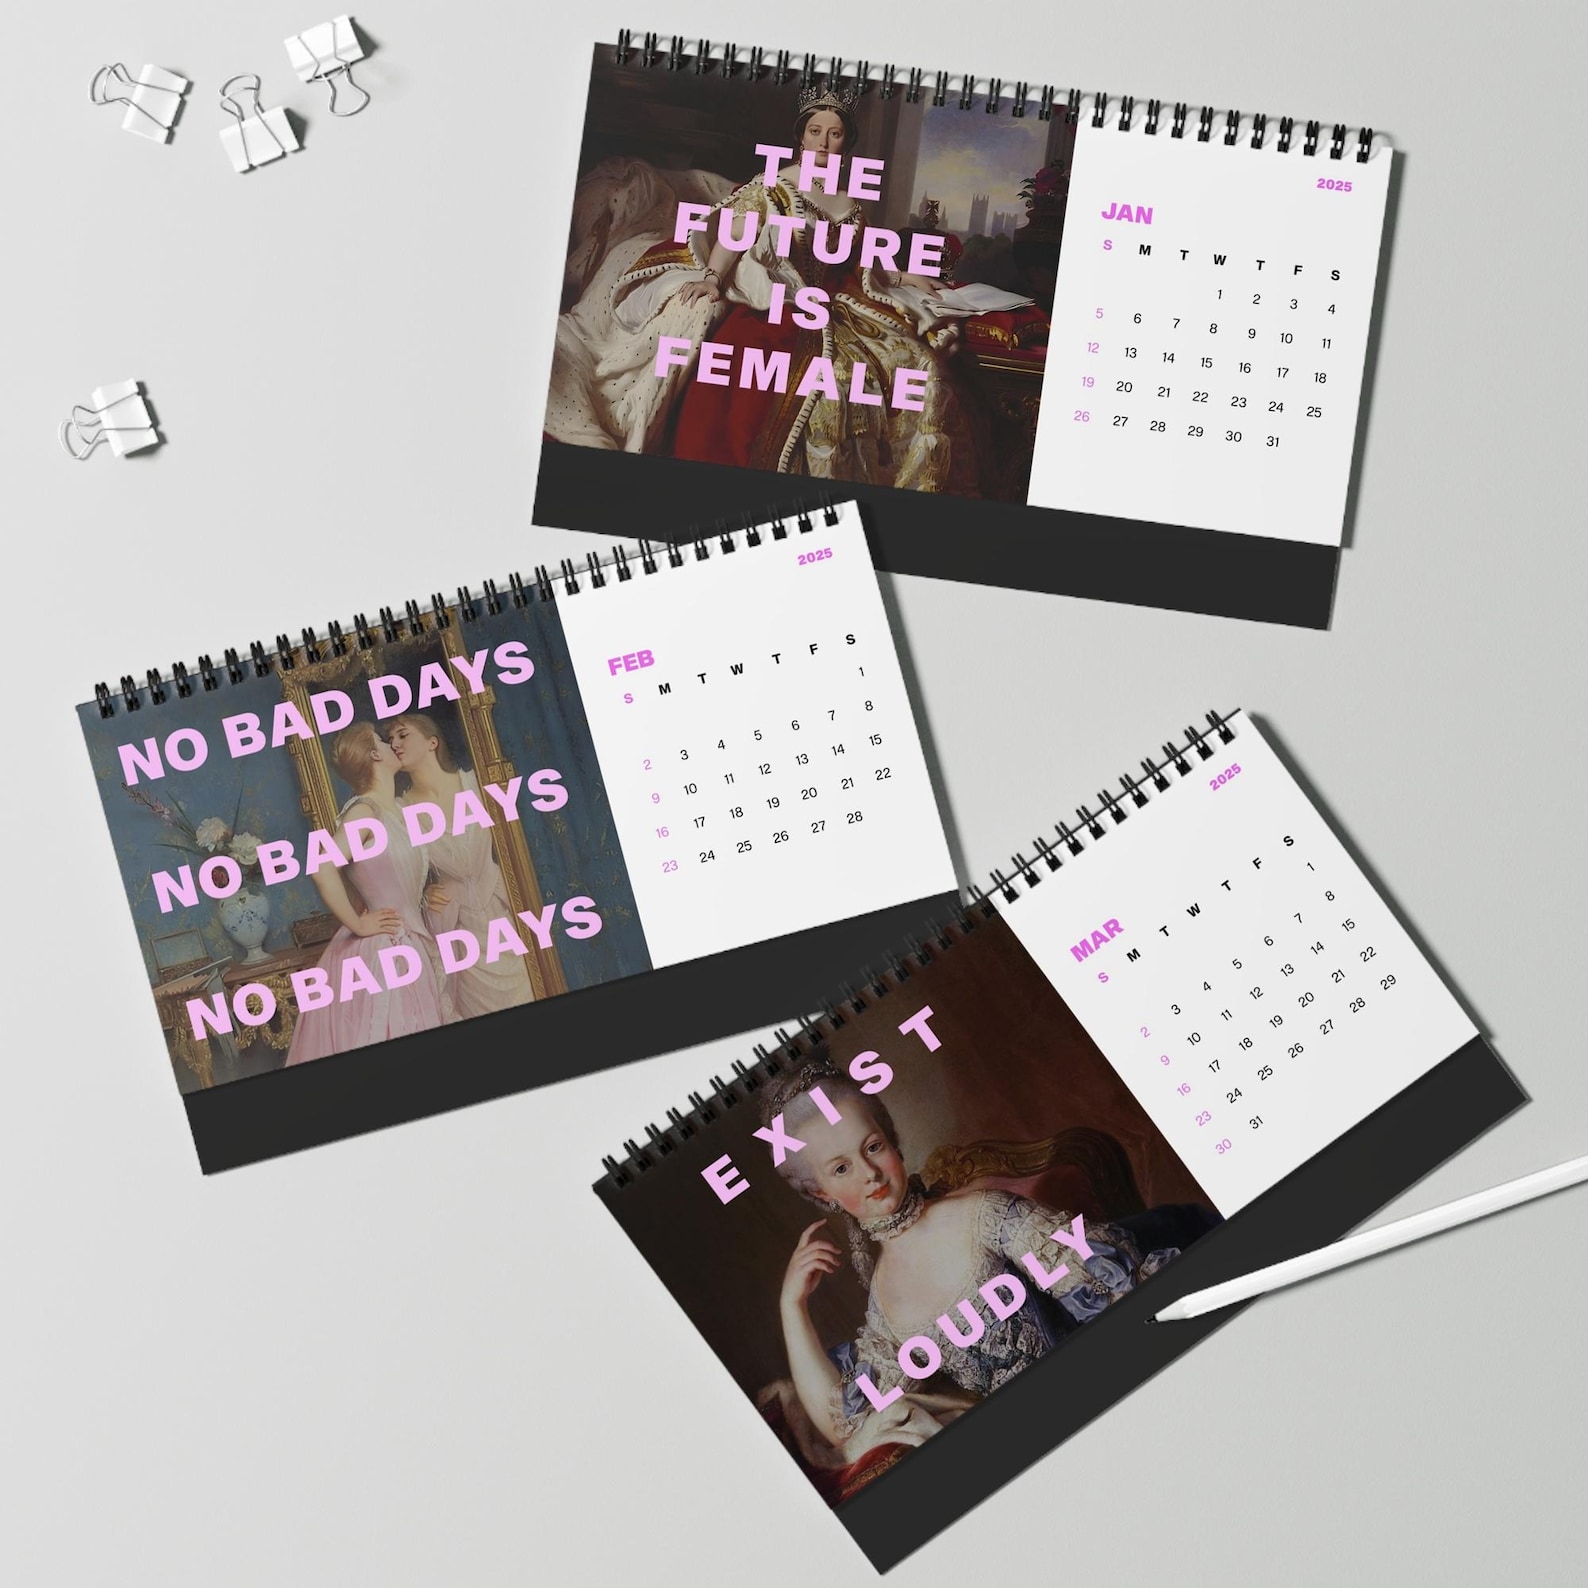 THE
FUTURE
IS
FEMALE
2025
JAN
S M T W T F S
1 2 3 4
5 6 7 8 9 10 11
12 13 14 15 16 17 18
19 20 21 22 23 24 25
26 27 28 29 30 31
NO BAD DAYS
NO BAD DAYS
NO BAD DAYS
2025
FEB
S M T W T F S
1
2 3 4 5 6 7 8
9 10 11 12 13 14 15
16 17 18 19 20 21 22
23 24 25 26 27 28
EXIST
LOUDLY
2025
MAR
S M T W T F S
1
2 3 4 5 6 7 8
9 10 11 12 13 14 15
16 17 18 19 20 21 22
23 24 25 26 27 28 29
30 31